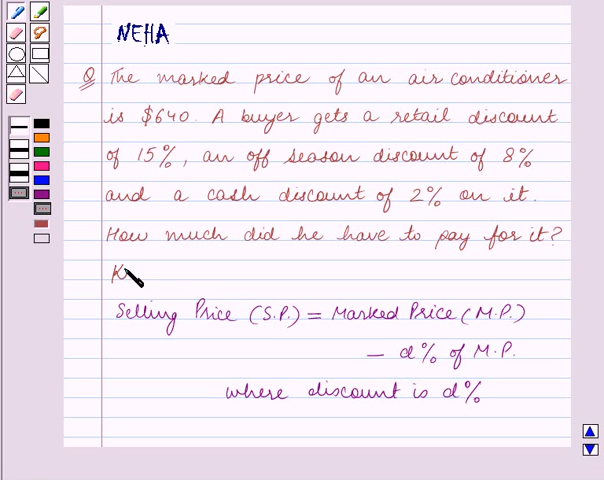 NEHA
Q The marked price of an air conditioner
is $640. A buyer gets a retail discount
of 15%, an off season discount of 8%
and a cash discount of 2% on it.
How much did he have to pay for it?
K
Selling Price (S.P.) = Marked Price (M.P.)
- d% of M.P.
where discount is d%